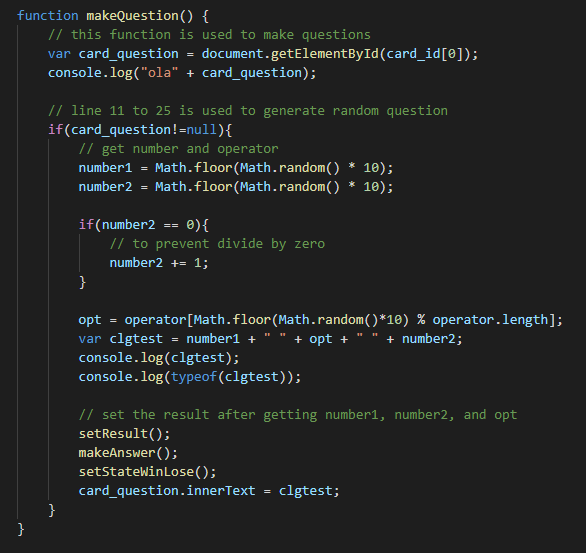 function makeQuestion() {
    // this function is used to make questions
    var card_question = document.getElementById(card_id[0]);
    console.log("ola" + card_question);

    // line 11 to 25 is used to generate random question
    if(card_question!=null){
        // get number and operator
        number1 = Math.floor(Math.random() * 10);
        number2 = Math.floor(Math.random() * 10);

        if(number2 == 0){
            // to prevent divide by zero
            number2 += 1;
        }

        opt = operator[Math.floor(Math.random()*10) % operator.length];
        var clgtest = number1 + " " + opt + " " + number2;
        console.log(clgtest);
        console.log(typeof(clgtest));

        // set the result after getting number1, number2, and opt
        setResult();
        makeAnswer();
        setStateWinLose();
        card_question.innerText = clgtest;
    }
}